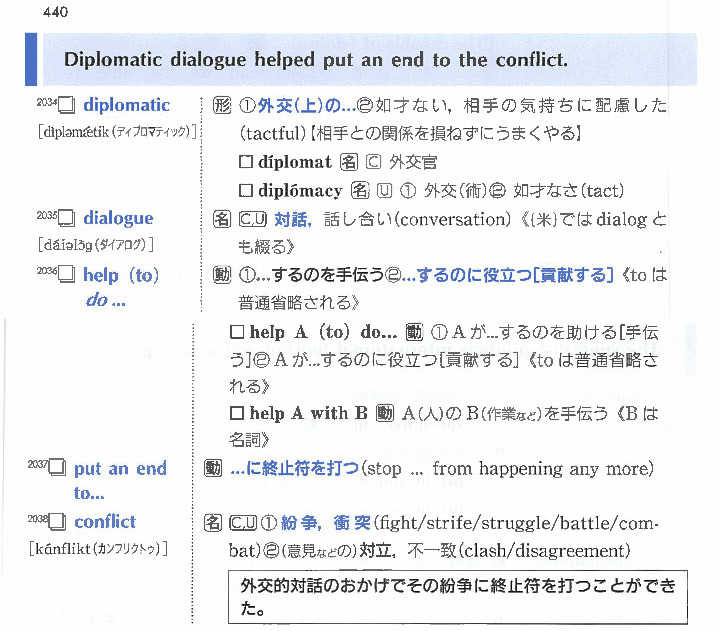 440
Diplomatic dialogue helped put an end to the conflict.
2034 □ diplomatic
[dìpləmǽtik(ディプロマティック)]
形 ①外交(上)の...②如才ない, 相手の気持ちに配慮した
(tactful)【相手との関係を損ねずにうまくやる】
□ díplomat 名 C 外交官
□ diplómacy 名 U ① 外交(術)② 如才なさ(tact)
2035 □ dialogue
[dáiəlɔ̀g(ダイアログ)]
名 C,U 対話, 話し合い(conversation)《{米}では dialog と
も綴る》
2036 □ help (to)
do ...
動 ①...するのを手伝う②...するのに役立つ[貢献する]《to は
普通省略される》
□ help A (to) do... 動 ① A が...するのを助ける[手伝
う]② A が...するのに役立つ[貢献する]《to は普通省略さ
れる》
□ help A with B 動 A(人)の B(作業など)を手伝う《B は
名詞》
2037 □ put an end
to...
動 ...に終止符を打つ(stop ... from happening any more)
2038 □ conflict
[kánflikt(カンフリクトゥ)]
名 C,U ①紛争, 衝突(fight/strife/struggle/battle/com-
bat)②(意見などの)対立, 不一致(clash/disagreement)
外交的対話のおかげでその紛争に終止符を打つことができ
た。